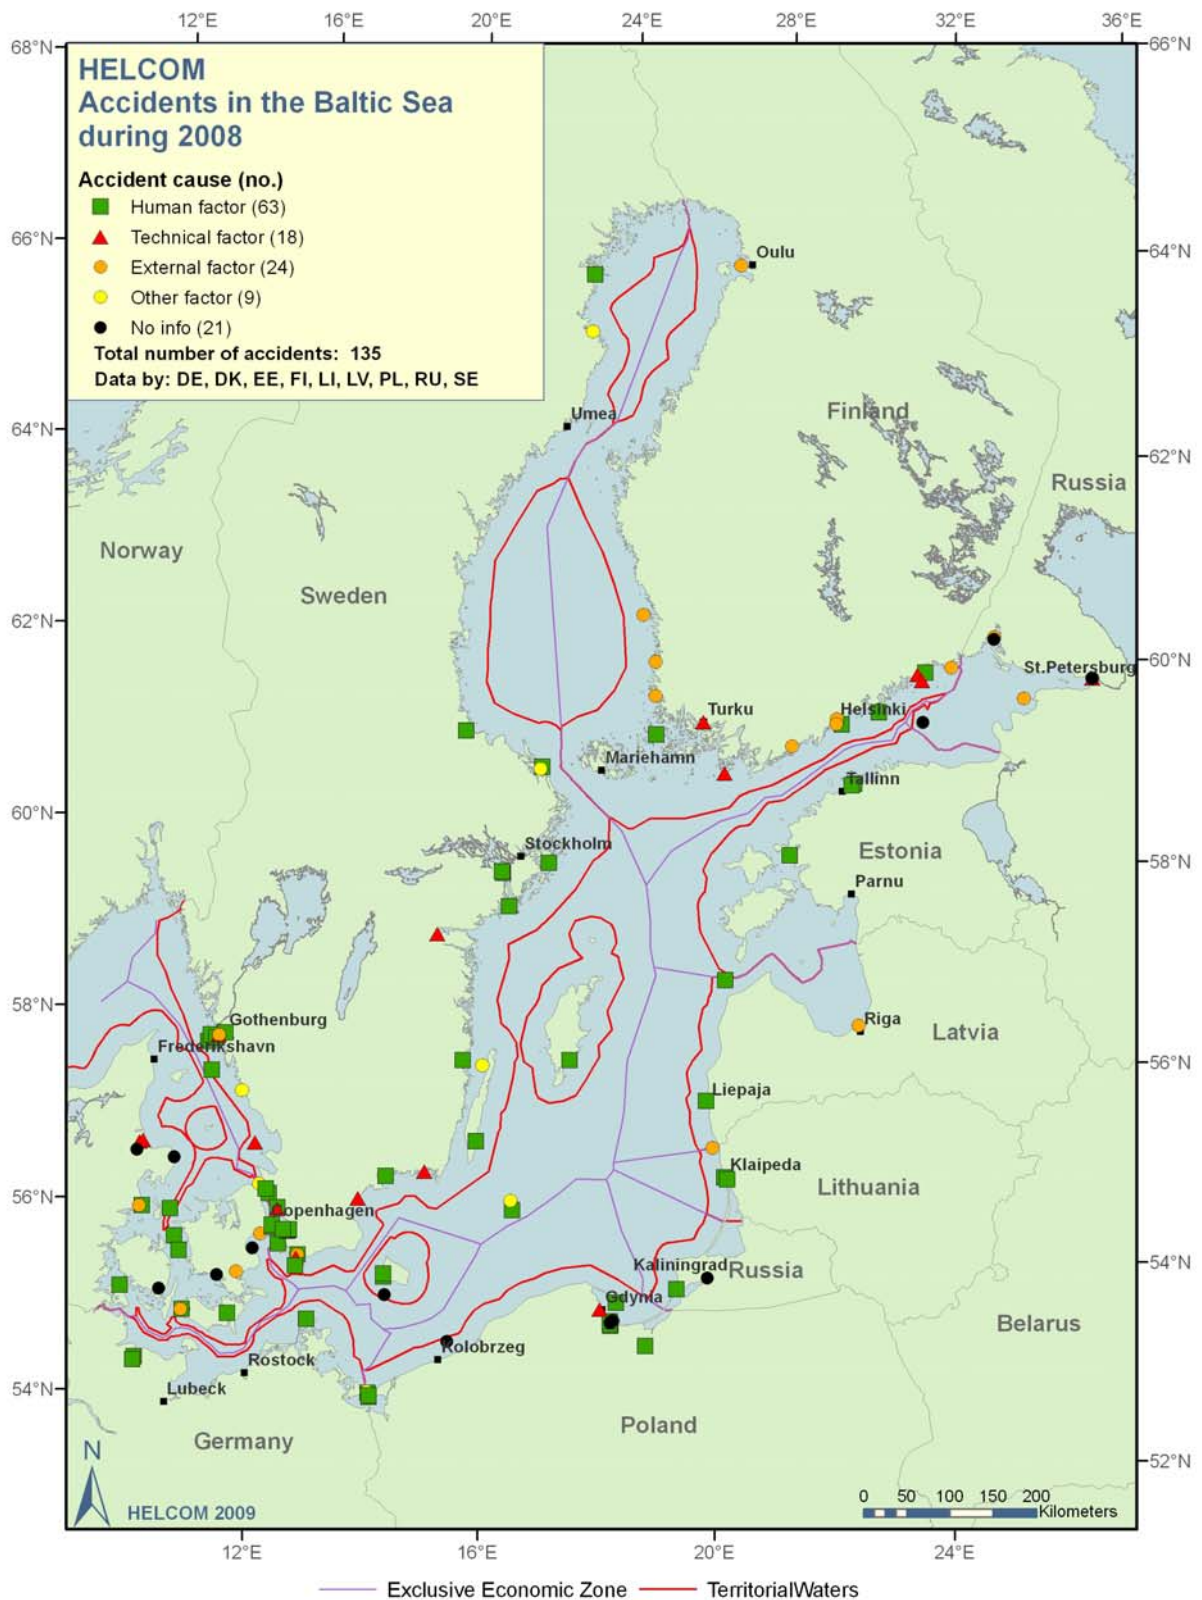 12°E 16°E 20°E 24°E 28°E 32°E 36°E
68°N
66°N
HELCOM
Accidents in the Baltic Sea
during 2008
Accident cause (no.)
Human factor (63)
Technical factor (18)
External factor (24)
Other factor (9)
No info (21)
Total number of accidents: 135
Data by: DE, DK, EE, FI, LI, LV, PL, RU, SE
66°N
Oulu
64°N
Umea
Finland
64°N
62°N
Russia
Norway
Sweden
62°N
60°N
St.Petersburg
Turku
Helsinki
Mariehamn
Tallinn
60°N
Stockholm
Estonia
58°N
Parnu
58°N
Gothenburg
Riga
Latvia
Frederikshavn
56°N
Liepaja
Klaipeda
Lithuania
56°N
Copenhagen
Kaliningrad
Russia
54°N
Gdynia
Belarus
Kolobrzeg
Rostock
54°N
Lubeck
Poland
Germany
N
52°N
0 50 100 150 200
Kilometers
HELCOM 2009
12°E 16°E 20°E 24°E
Exclusive Economic Zone TerritorialWaters